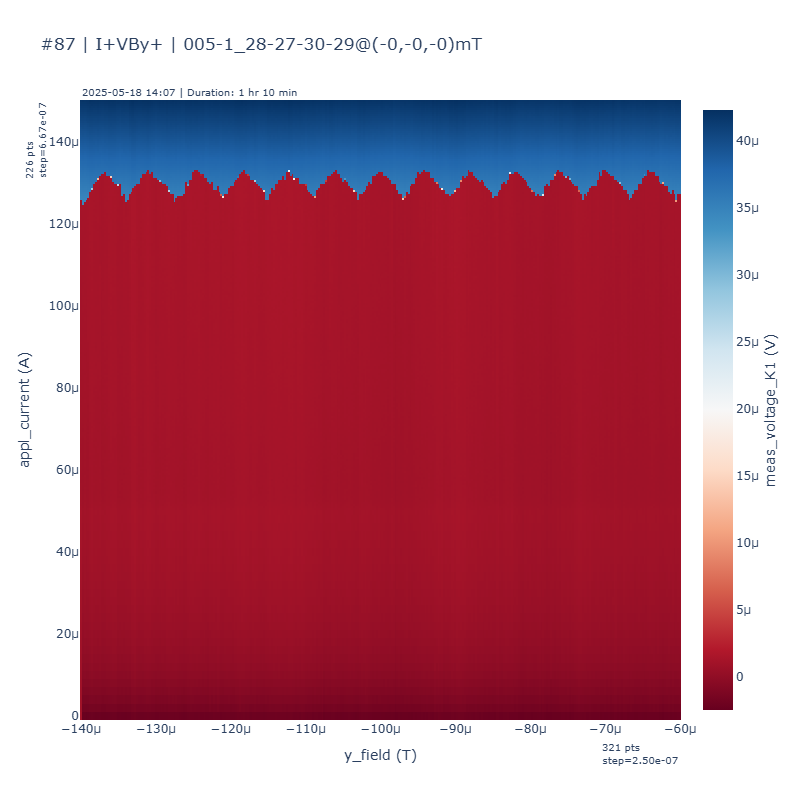 #87 | I+VBy+ | 005-1_28-27-30-29@(-0,-0,-0)mT
2025-05-18 14:07 | Duration: 1 hr 10 min
226 pts
step=6.67e-07
appl_current (A)
140μ
120μ
100μ
80μ
60μ
40μ
20μ
0
−140μ −130μ −120μ −110μ −100μ −90μ −80μ −70μ −60μ
y_field (T)
321 pts
step=2.50e-07
40μ
35μ
30μ
25μ
20μ
15μ
10μ
5μ
0
meas_voltage_K1 (V)